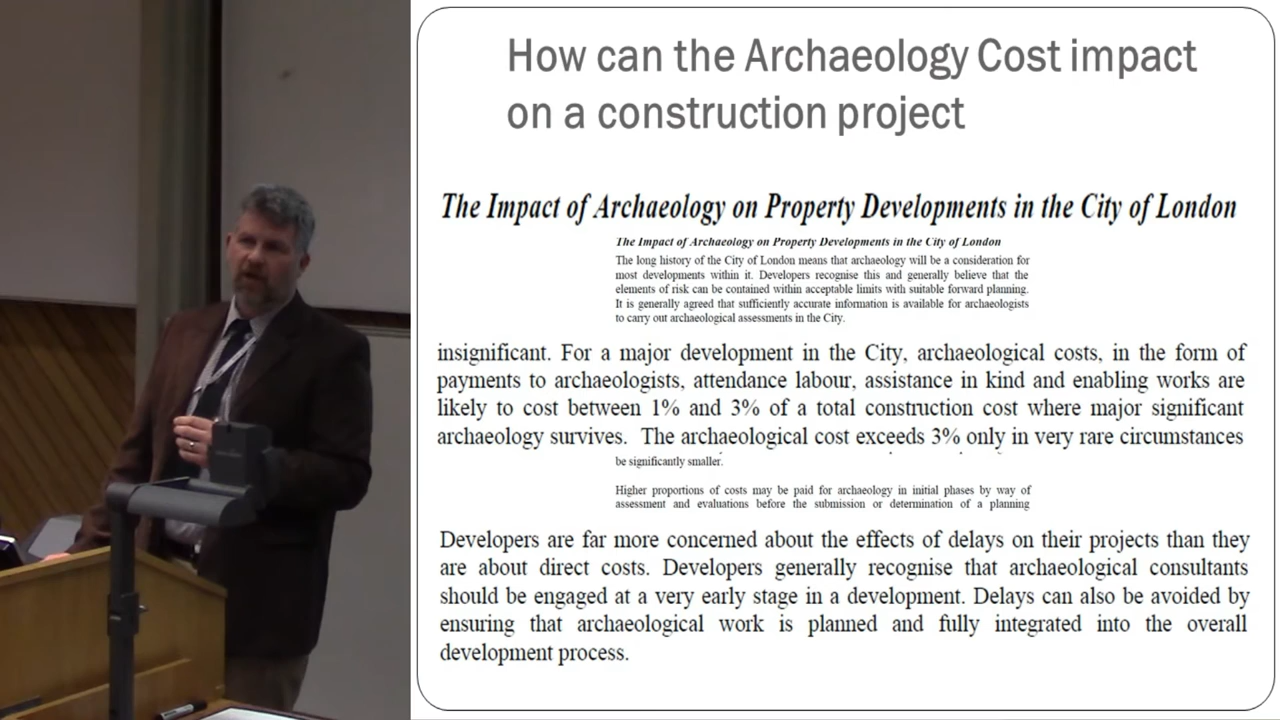 How can the Archaeology Cost impact
on a construction project
The Impact of Archaeology on Property Developments in the City of London
The Impact of Archaeology on Property Developments in the City of London
The long history of the City of London means that archaeology will be a consideration for
most developments within it. Developers recognise this and generally believe that the
elements of risk can be contained within acceptable limits with suitable forward planning.
It is generally agreed that sufficiently accurate information is available for archaeologists
to carry out archaeological assessments in the City.
insignificant. For a major development in the City, archaeological costs, in the form of
payments to archaeologists, attendance labour, assistance in kind and enabling works are
likely to cost between 1% and 3% of a total construction cost where major significant
archaeology survives. The archaeological cost exceeds 3% only in very rare circumstances
be significantly smaller.
Higher proportions of costs may be paid for archaeology in initial phases by way of
assessment and evaluations before the submission or determination of a planning
Developers are far more concerned about the effects of delays on their projects than they
are about direct costs. Developers generally recognise that archaeological consultants
should be engaged at a very early stage in a development. Delays can also be avoided by
ensuring that archaeological work is planned and fully integrated into the overall
development process.